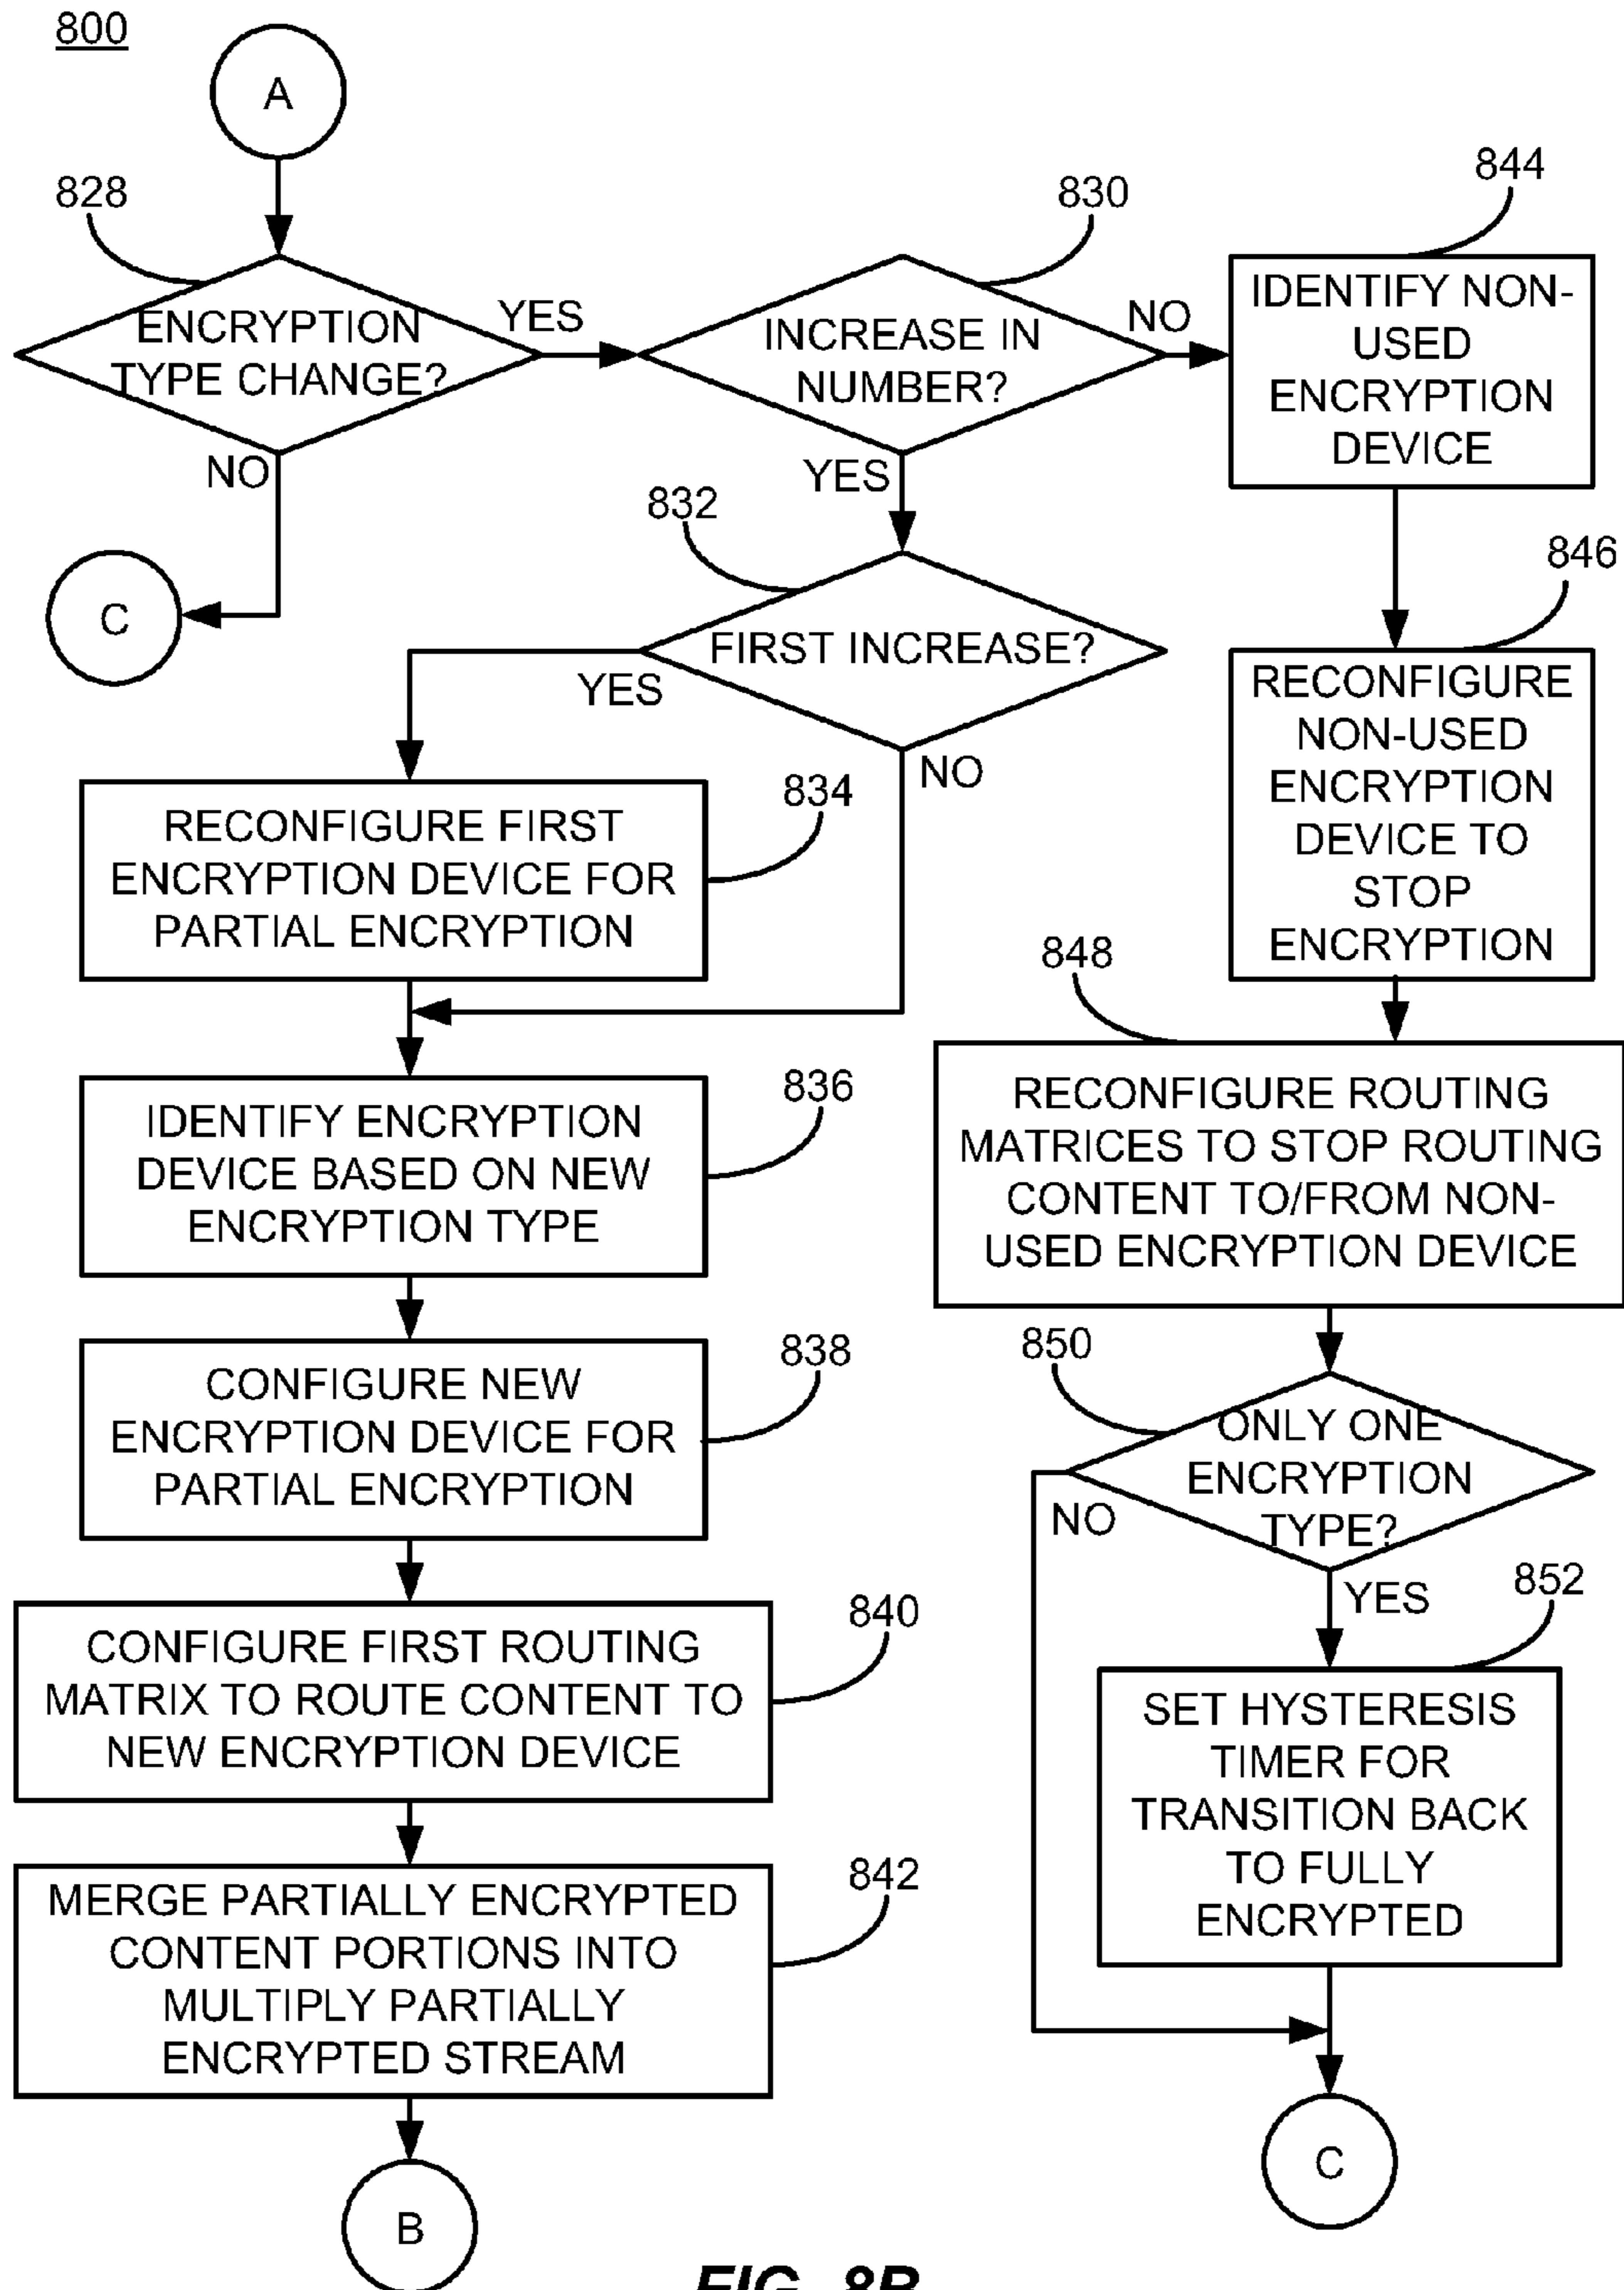 800
A
828
ENCRYPTION
TYPE CHANGE?
YES
NO
C
830
INCREASE IN
NUMBER?
NO
YES
844
IDENTIFY NON-
USED
ENCRYPTION
DEVICE
832
FIRST INCREASE?
YES
NO
846
RECONFIGURE
NON-USED
ENCRYPTION
DEVICE TO
STOP
ENCRYPTION
834
RECONFIGURE FIRST
ENCRYPTION DEVICE FOR
PARTIAL ENCRYPTION
836
IDENTIFY ENCRYPTION
DEVICE BASED ON NEW
ENCRYPTION TYPE
838
CONFIGURE NEW
ENCRYPTION DEVICE FOR
PARTIAL ENCRYPTION
840
CONFIGURE FIRST ROUTING
MATRIX TO ROUTE CONTENT TO
NEW ENCRYPTION DEVICE
842
MERGE PARTIALLY ENCRYPTED
CONTENT PORTIONS INTO
MULTIPLY PARTIALLY
ENCRYPTED STREAM
B
848
RECONFIGURE ROUTING
MATRICES TO STOP ROUTING
CONTENT TO/FROM NON-
USED ENCRYPTION DEVICE
850
ONLY ONE
ENCRYPTION
TYPE?
NO
YES
852
SET HYSTERESIS
TIMER FOR
TRANSITION BACK
TO FULLY
ENCRYPTED
C
FIG. 8B